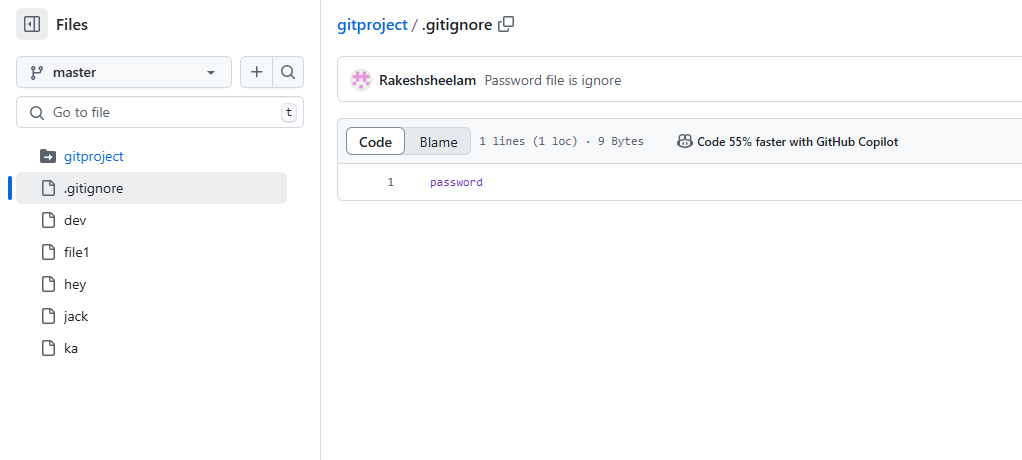 Files
master
Go to file
t
gitproject
.gitignore
dev
file1
hey
jack
ka
gitproject / .gitignore
Rakeshsheelam Password file is ignore
Code Blame 1 lines (1 loc) · 9 Bytes Code 55% faster with GitHub Copilot
1 password